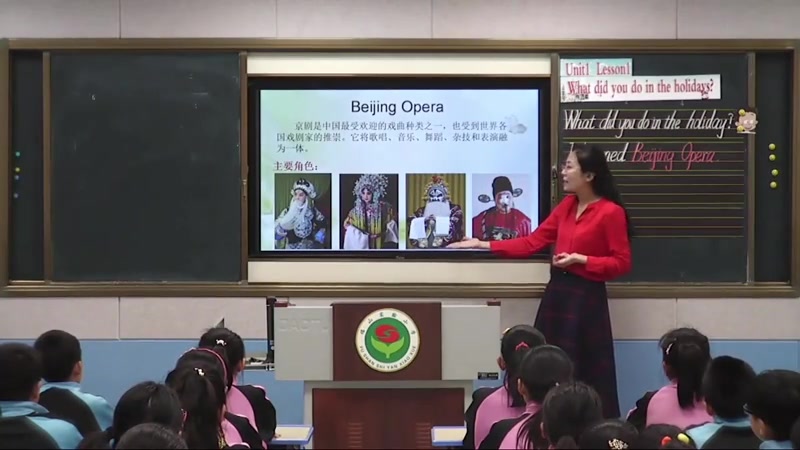 Beijing Opera
京剧是中国最受欢迎的戏曲种类之一，也受到世界各
国戏剧家的推崇。它将歌唱、音乐、舞蹈、杂技和表演融
为一体。
主要角色：
Unit1 Lesson1
What did you do in the holidays?
What did you do in the holiday?
Beijing Opera.